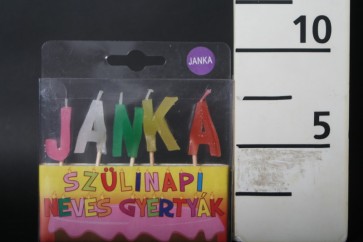 JANKA
10
JANKA
5
SZÜLINAPI
NEVES GYERTYÁK